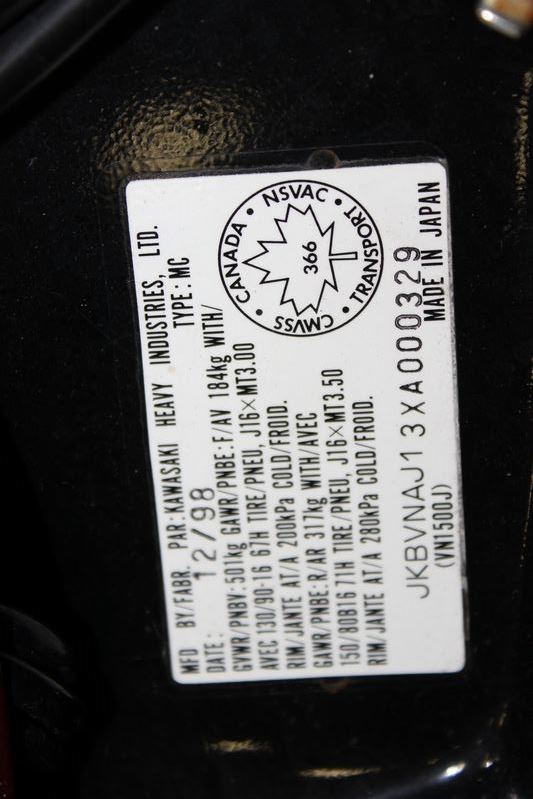 MFD BY/FABR. PAR:KAWASAKI HEAVY INDUSTRIES, LTD.
DATE: 12/98 TYPE:MC
GVWR/PNBV:501kg GAWR/PNBE:F/AV 184kg WITH/
AVEC 130/90-16 67H TIRE/PNEU, J16×MT3.00
RIM/JANTE AT/A 200kPa COLD/FROID.
GAWR/PNBE:R/AR 317kg WITH/AVEC
150/80B16 71H TIRE/PNEU, J16×MT3.50
RIM/JANTE AT/A 280kPa COLD/FROID.
CANADA • NSVAC • TRANSPORT • CMVSS •
366
JKBVNAJ13XA000329
(VN1500J) MADE IN JAPAN